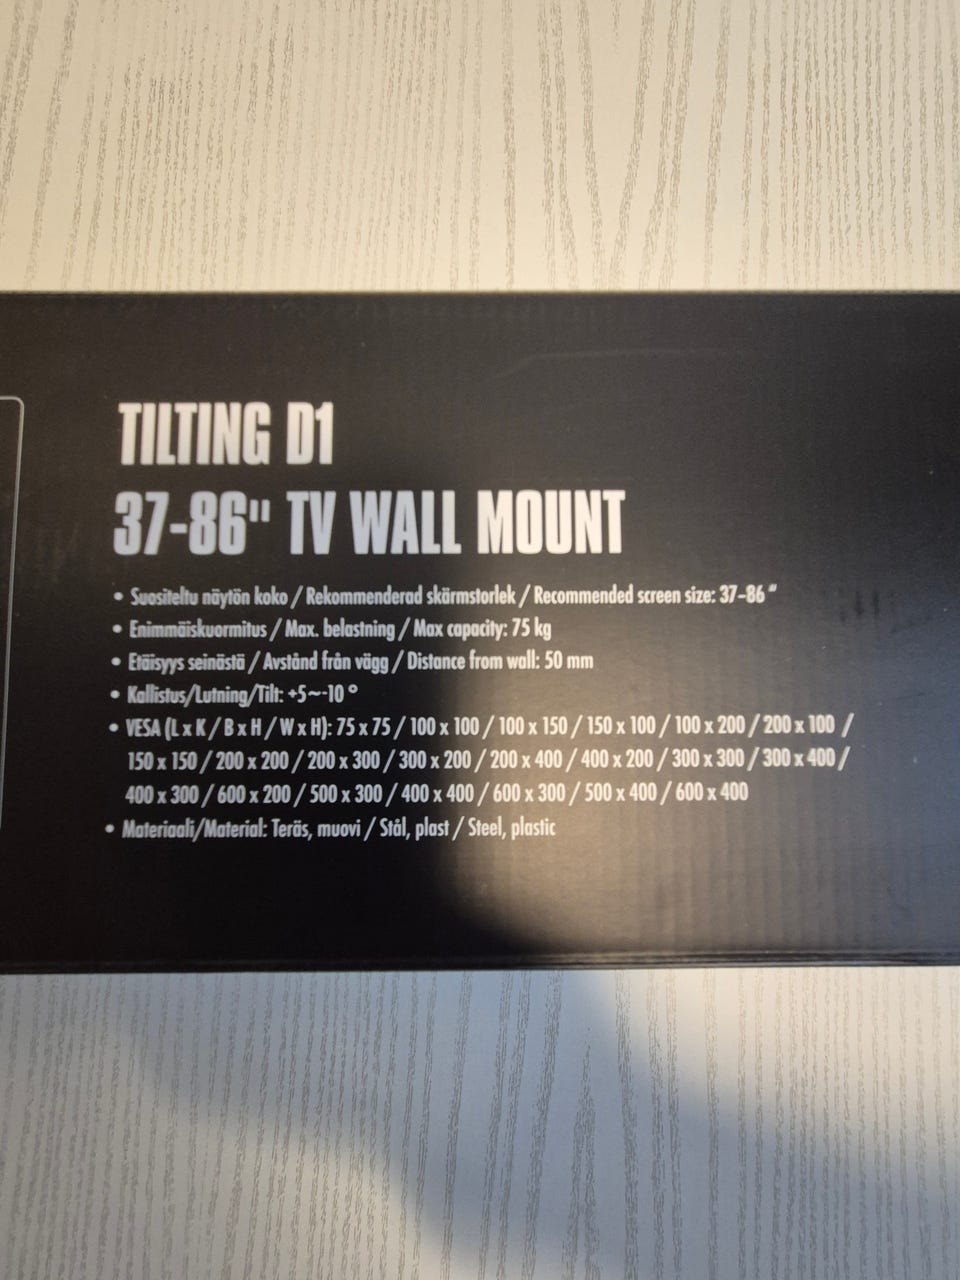 TILTING D1
37-86" TV WALL MOUNT
• Suositeltu näytön koko / Rekommenderad skärmstorlek / Recommended screen size: 37-86 "
• Enimmäiskuormitus / Max. belastning / Max capacity: 75 kg
• Etäisyys seinästä / Avstånd från vägg / Distance from wall: 50 mm
• Kallistus/Lutning/Tilt: +5~-10 °
• VESA (L x K / B x H / W x H): 75 x 75 / 100 x 100 / 100 x 150 / 150 x 100 / 100 x 200 / 200 x 100 /
150 x 150 / 200 x 200 / 200 x 300 / 300 x 200 / 200 x 400 / 400 x 200 / 300 x 300 / 300 x 400 /
400 x 300 / 600 x 200 / 500 x 300 / 400 x 400 / 600 x 300 / 500 x 400 / 600 x 400
• Materiaali/Material: Teräs, muovi / Stål, plast / Steel, plastic